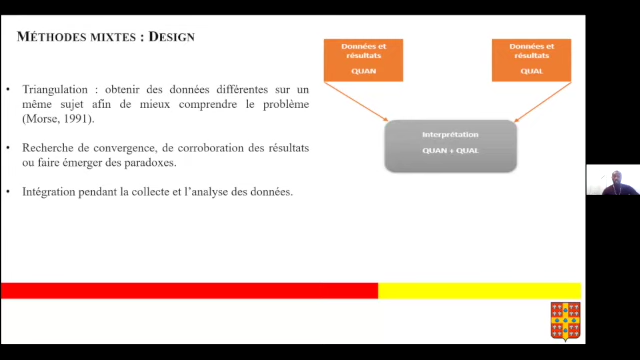 MÉTHODES MIXTES : DESIGN
• Triangulation : obtenir des données différentes sur un
même sujet afin de mieux comprendre le problème
(Morse, 1991).
• Recherche de convergence, de corroboration des résultats
ou faire émerger des paradoxes.
• Intégration pendant la collecte et l'analyse des données.
Données et
résultats
QUAN
Données et
résultats
QUAL
Interprétation
QUAN + QUAL